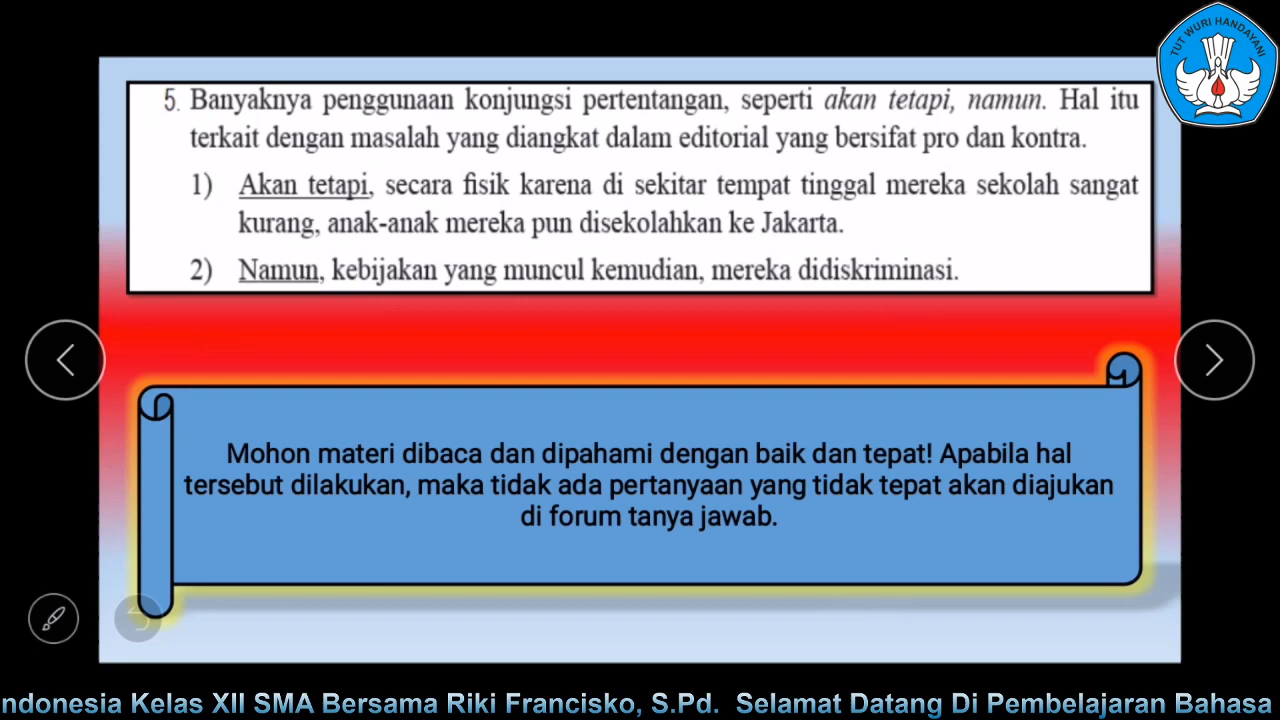 TUT WURI HANDAYANI
5. Banyaknya penggunaan konjungsi pertentangan, seperti akan tetapi, namun. Hal itu
terkait dengan masalah yang diangkat dalam editorial yang bersifat pro dan kontra.
1) Akan tetapi, secara fisik karena di sekitar tempat tinggal mereka sekolah sangat
kurang, anak-anak mereka pun disekolahkan ke Jakarta.
2) Namun, kebijakan yang muncul kemudian, mereka didiskriminasi.
Mohon materi dibaca dan dipahami dengan baik dan tepat! Apabila hal
tersebut dilakukan, maka tidak ada pertanyaan yang tidak tepat akan diajukan
di forum tanya jawab.
ndonesia Kelas XII SMA Bersama Riki Francisko, S.Pd. Selamat Datang Di Pembelajaran Bahasa